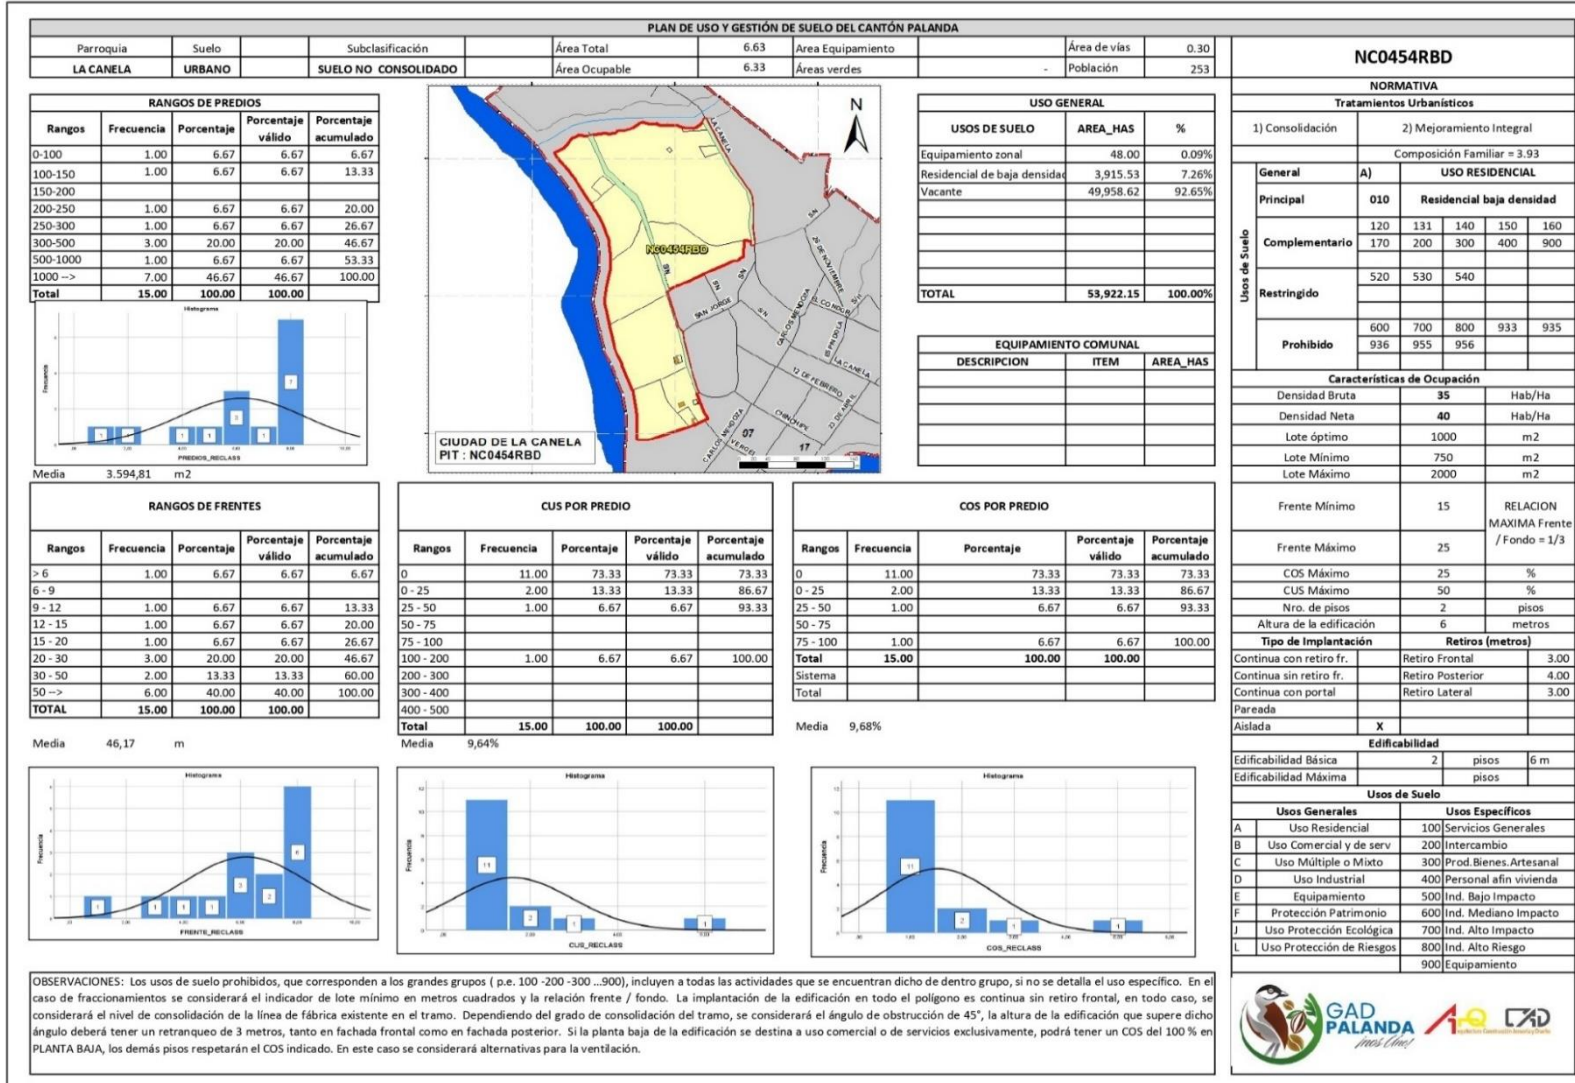 PLAN DE USO Y GESTIÓN DE SUELO DEL CANTÓN PALANDA
Parroquia Suelo Subclasificación Área Total 6.63 Area Equipamiento Área de vías 0.30
LA CANELA URBANO SUELO NO CONSOLIDADO Área Ocupable 6.33 Áreas verdes - Población 253
NC0454RBD
RANGOS DE PREDIOS
Rangos Frecuencia Porcentaje Porcentaje válido Porcentaje acumulado
0-100 1.00 6.67 6.67 6.67
100-150 1.00 6.67 6.67 13.33
150-200
200-250 1.00 6.67 6.67 20.00
250-300 1.00 6.67 6.67 26.67
300-500 3.00 20.00 20.00 46.67
500-1000 1.00 6.67 6.67 53.33
1000 --> 7.00 46.67 46.67 100.00
Total 15.00 100.00 100.00
Histograma
Frecuencia
PREDIOS_RECLASS
Media 3.594,81 m2
N
LA CANELA
NC0454RBD
SN
SN
SN
SN
SN
26 DE NOVIEMBRE
SAN JORGE
CARLOS MENDOZA
EL CONDOR
S/N
ESPINDOLA
LA CANELA
12 DE FEBRERO
CHINCHIPE
23 DE ABRIL
CARLOS MENDOZA
VERGEL
07
17
CIUDAD DE LA CANELA
PIT : NC0454RBD
USO GENERAL
USOS DE SUELO AREA_HAS %
Equipamiento zonal 48.00 0.09%
Residencial de baja densidad 3,915.53 7.26%
Vacante 49,958.62 92.65%
TOTAL 53,922.15 100.00%
EQUIPAMIENTO COMUNAL
DESCRIPCION ITEM AREA_HAS
RANGOS DE FRENTES
Rangos Frecuencia Porcentaje Porcentaje válido Porcentaje acumulado
> 6 1.00 6.67 6.67 6.67
6 - 9
9 - 12 1.00 6.67 6.67 13.33
12 - 15 1.00 6.67 6.67 20.00
15 - 20 1.00 6.67 6.67 26.67
20 - 30 3.00 20.00 20.00 46.67
30 - 50 2.00 13.33 13.33 60.00
50 --> 6.00 40.00 40.00 100.00
TOTAL 15.00 100.00 100.00
Media 46,17 m
CUS POR PREDIO
Rangos Frecuencia Porcentaje Porcentaje válido Porcentaje acumulado
0 11.00 73.33 73.33 73.33
0 - 25 2.00 13.33 13.33 86.67
25 - 50 1.00 6.67 6.67 93.33
50 - 75
75 - 100
100 - 200 1.00 6.67 6.67 100.00
200 - 300
300 - 400
400 - 500
Total 15.00 100.00 100.00
Media 9,64%
COS POR PREDIO
Rangos Frecuencia Porcentaje Porcentaje válido Porcentaje acumulado
0 11.00 73.33 73.33 73.33
0 - 25 2.00 13.33 13.33 86.67
25 - 50 1.00 6.67 6.67 93.33
50 - 75
75 - 100 1.00 6.67 6.67 100.00
Total 15.00 100.00 100.00
Sistema
Total
Media 9,68%
Histograma
Frecuencia
FRENTE_RECLASS
Histograma
Frecuencia
CUS_RECLASS
Histograma
Frecuencia
COS_RECLASS
NORMATIVA
Tratamientos Urbanísticos
1) Consolidación 2) Mejoramiento Integral
Composición Familiar = 3.93
Usos de Suelo
General A) USO RESIDENCIAL
Principal 010 Residencial baja densidad
Complementario 120 131 140 150 160
170 200 300 400 900
Restringido 520 530 540
Prohibido 600 700 800 933 935
936 955 956
Características de Ocupación
Densidad Bruta 35 Hab/Ha
Densidad Neta 40 Hab/Ha
Lote óptimo 1000 m2
Lote Mínimo 750 m2
Lote Máximo 2000 m2
Frente Mínimo 15 RELACION MAXIMA Frente / Fondo = 1/3
Frente Máximo 25
COS Máximo 25 %
CUS Máximo 50 %
Nro. de pisos 2 pisos
Altura de la edificación 6 metros
Tipo de Implantación Retiros (metros)
Continua con retiro fr. Retiro Frontal 3.00
Continua sin retiro fr. Retiro Posterior 4.00
Continua con portal Retiro Lateral 3.00
Pareada
Aislada X
Edificabilidad
Edificabilidad Básica 2 pisos 6 m
Edificabilidad Máxima pisos
Usos de Suelo
Usos Generales Usos Específicos
A Uso Residencial 100 Servicios Generales
B Uso Comercial y de serv 200 Intercambio
C Uso Múltiple o Mixto 300 Prod.Bienes.Artesanal
D Uso Industrial 400 Personal afin vivienda
E Equipamiento 500 Ind. Bajo Impacto
F Protección Patrimonio 600 Ind. Mediano Impacto
J Uso Protección Ecológica 700 Ind. Alto Impacto
L Uso Protección de Riesgos 800 Ind. Alto Riesgo
900 Equipamiento
OBSERVACIONES: Los usos de suelo prohibidos, que corresponden a los grandes grupos ( p.e. 100 -200 -300 ...900), incluyen a todas las actividades que se encuentran dicho de dentro grupo, si no se detalla el uso específico. En el
caso de fraccionamientos se considerará el indicador de lote mínimo en metros cuadrados y la relación frente / fondo. La implantación de la edificación en todo el polígono es continua sin retiro frontal, en todo caso, se
considerará el nivel de consolidación de la línea de fábrica existente en el tramo. Dependiendo del grado de consolidación del tramo, se considerará el ángulo de obstrucción de 45°, la altura de la edificación que supere dicho
ángulo deberá tener un retranqueo de 3 metros, tanto en fachada frontal como en fachada posterior. Si la planta baja de la edificación se destina a uso comercial o de servicios exclusivamente, podrá tener un COS del 100 % en
PLANTA BAJA, los demás pisos respetarán el COS indicado. En este caso se considerará alternativas para la ventilación.
GAD
PALANDA